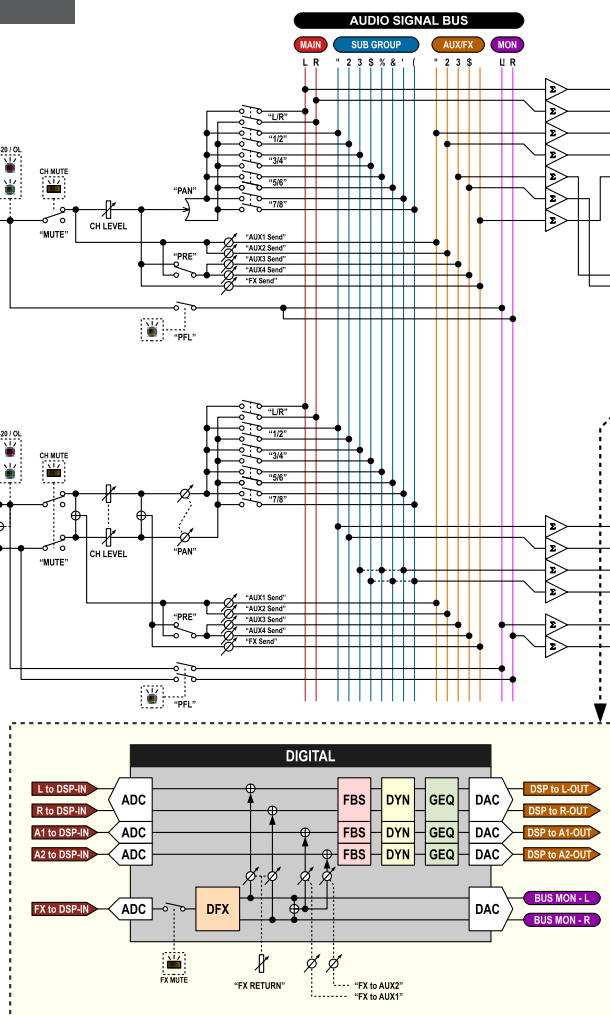 AUDIO SIGNAL BUS
MAIN SUB GROUP AUX/FX MON
L R " 2 3 $ % & ' ( " 2 3 $ L R
-20 / OL
CH MUTE
"MUTE"
CH LEVEL
"PAN"
"L/R"
"1/2"
"3/4"
"5/6"
"7/8"
Σ
Σ
Σ
Σ
Σ
Σ
Σ
"PRE"
"AUX1 Send"
"AUX2 Send"
"AUX3 Send"
"AUX4 Send"
"FX Send"
"PFL"
-20 / OL
CH MUTE
"MUTE"
CH LEVEL
"PAN"
"L/R"
"1/2"
"3/4"
"5/6"
"7/8"
Σ
Σ
Σ
Σ
Σ
Σ
"PRE"
"AUX1 Send"
"AUX2 Send"
"AUX3 Send"
"AUX4 Send"
"FX Send"
"PFL"
DIGITAL
L to DSP-IN
R to DSP-IN
ADC
FBS DYN GEQ
DAC
DSP to L-OUT
DSP to R-OUT
A1 to DSP-IN ADC FBS DYN GEQ DAC DSP to A1-OUT
A2 to DSP-IN ADC FBS DYN GEQ DAC DSP to A2-OUT
FX to DSP-IN ADC DFX DAC
BUS MON - L
BUS MON - R
FX MUTE
"FX RETURN"
"FX to AUX2"
"FX to AUX1"